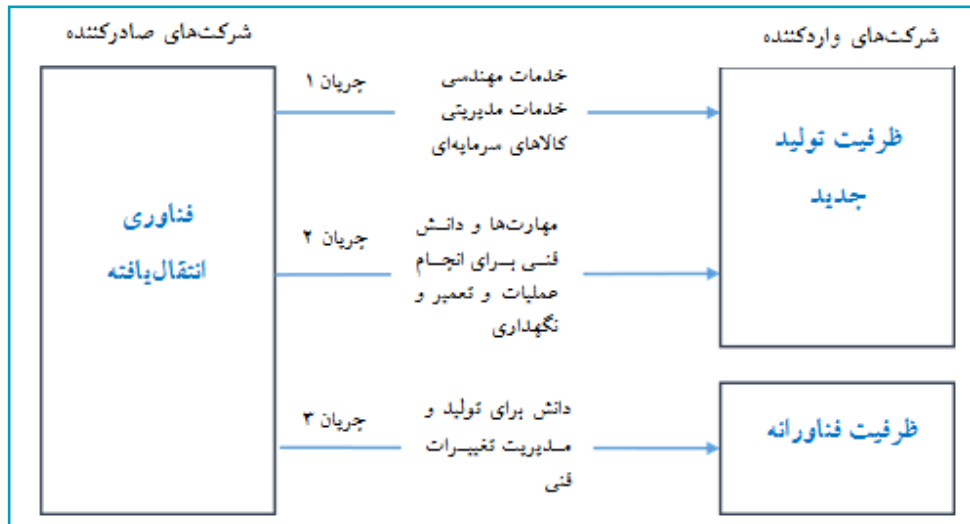 شرکت‌های صادرکننده
شرکت‌های واردکننده
فناوری
انتقال‌یافته
جریان ۱
خدمات مهندسی
خدمات مدیریتی
کالاهای سرمایه‌ای
ظرفیت تولید
جدید
جریان ۲
مهارت‌ها و دانش
فنی برای انجام
عملیات و تعمیر و
نگهداری
جریان ۳
دانش برای تولید و
مدیریت تغییرات
فنی
ظرفیت فناورانه